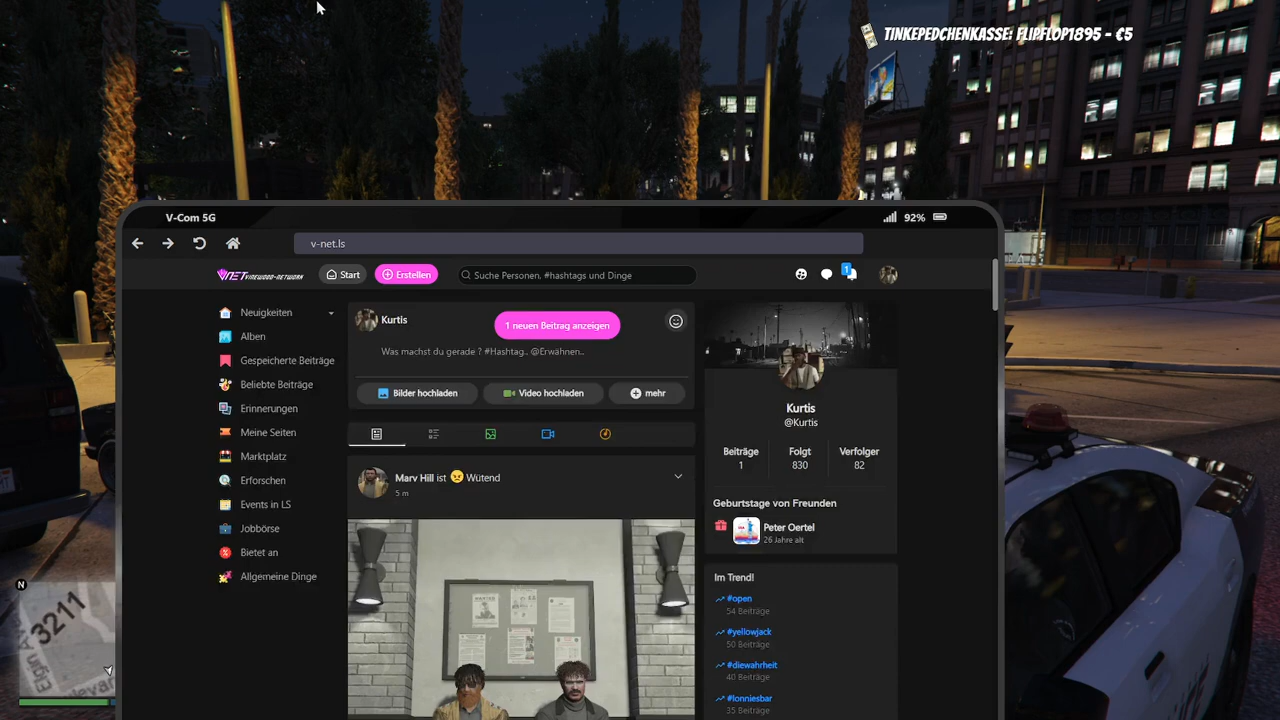 TINKEPEDCHENKASSE: FLIPFLOP1895 - €5
V-Com 5G
92%
v-net.ls
VNET VINEWOOD-NETWORK
Start
Erstellen
Suche Personen, #hashtags und Dinge
1
Neuigkeiten
Alben
Gespeicherte Beiträge
Beliebte Beiträge
Erinnerungen
Meine Seiten
Marktplatz
Erforschen
Events in LS
Jobbörse
Bietet an
Allgemeine Dinge
Kurtis
1 neuen Beitrag anzeigen
Was machst du gerade ? #Hashtag.. @Erwähnen..
Bilder hochladen
Video hochladen
mehr
Marv Hill ist 😠 Wütend
5 m
Kurtis
@Kurtis
Beiträge
1
Folgt
830
Verfolger
82
Geburtstage von Freunden
Peter Oertel
26 Jahre alt
Im Trend!
#open
54 Beiträge
#yellowjack
50 Beiträge
#diewahrheit
40 Beiträge
#lonniesbar
35 Beiträge
N
3211